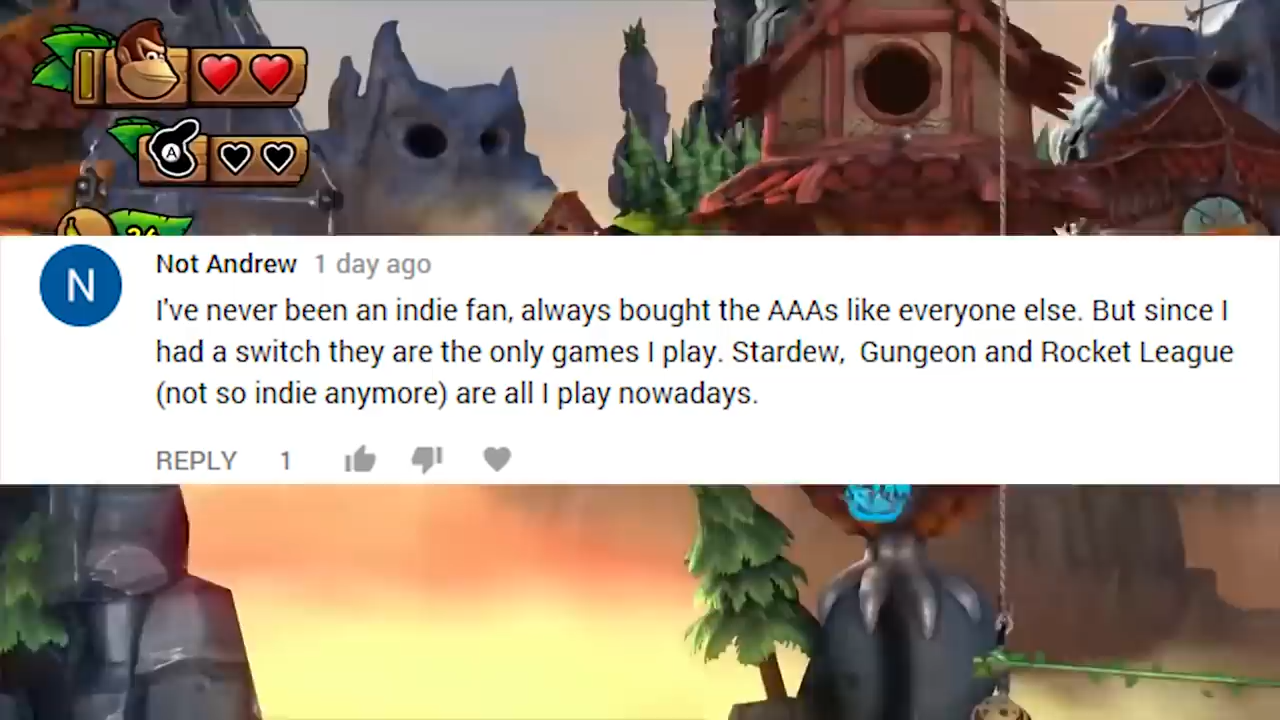 A
26
Not Andrew 1 day ago
I've never been an indie fan, always bought the AAAs like everyone else. But since I
had a switch they are the only games I play. Stardew,  Gungeon and Rocket League
(not so indie anymore) are all I play nowadays.
REPLY 1
N